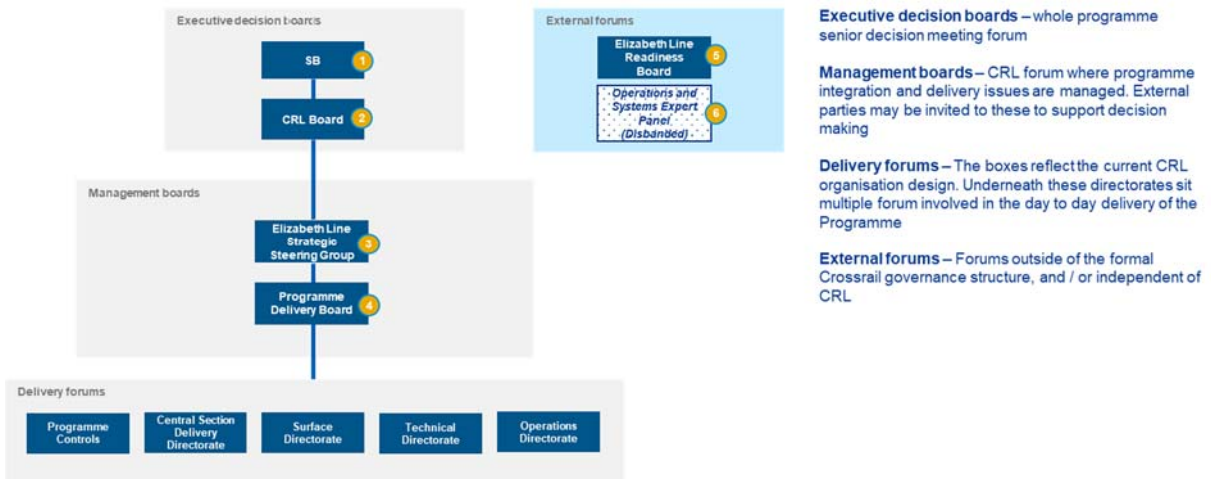 Executive decision boards
SB
1
CRL Board
2
External forums
Elizabeth Line
Readiness
Board
5
Operations and
Systems Expert
Panel
(Disbanded)
6
Management boards
Elizabeth Line
Strategic
Steering Group
3
Programme
Delivery Board
4
Delivery forums
Programme
Controls
Central Section
Delivery
Directorate
Surface
Directorate
Technical
Directorate
Operations
Directorate
Executive decision boards – whole programme
senior decision meeting forum
Management boards – CRL forum where programme
integration and delivery issues are managed. External
parties may be invited to these to support decision
making
Delivery forums – The boxes reflect the current CRL
organisation design. Underneath these directorates sit
multiple forum involved in the day to day delivery of the
Programme
External forums – Forums outside of the formal
Crossrail governance structure, and / or independent of
CRL